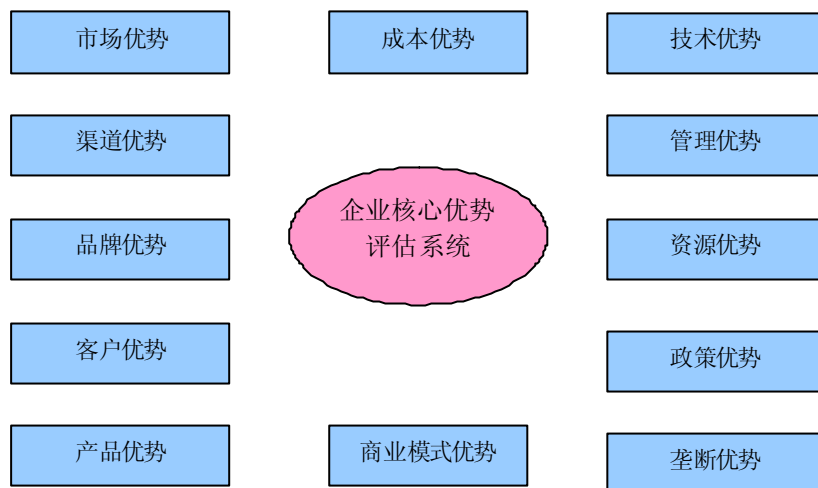 市场优势
成本优势
技术优势
渠道优势
管理优势
企业核心优势
评估系统
品牌优势
资源优势
客户优势
政策优势
产品优势
商业模式优势
垄断优势